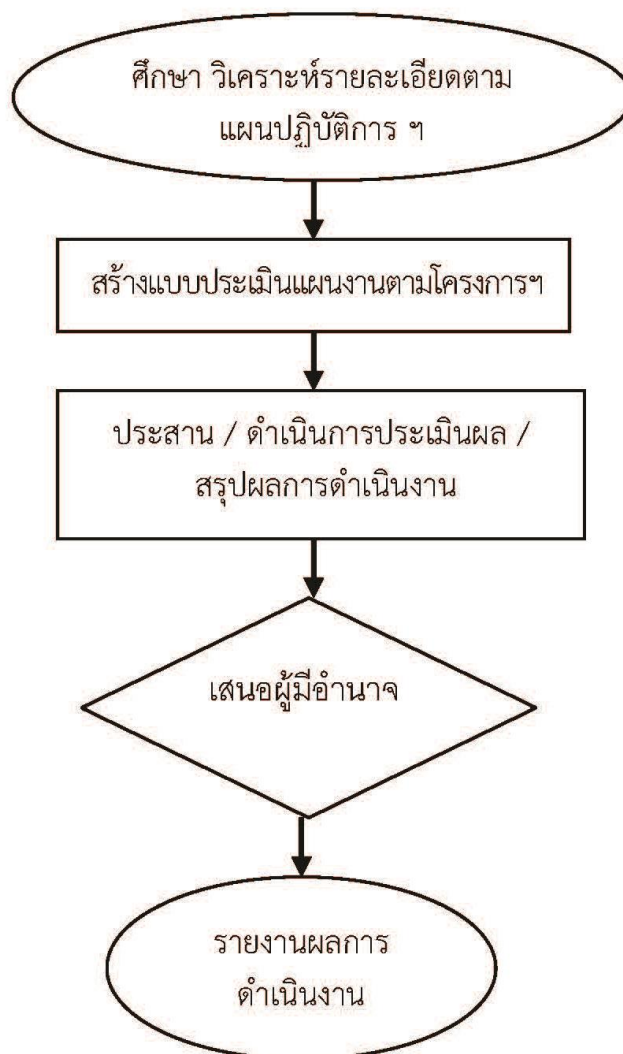 ศึกษา วิเคราะห์รายละเอียดตาม
แผนปฏิบัติการ ฯ
สร้างแบบประเมินแผนงานตามโครงการฯ
ประสาน / ดำเนินการประเมินผล /
สรุปผลการดำเนินงาน
เสนอผู้มีอำนาจ
รายงานผลการ
ดำเนินงาน